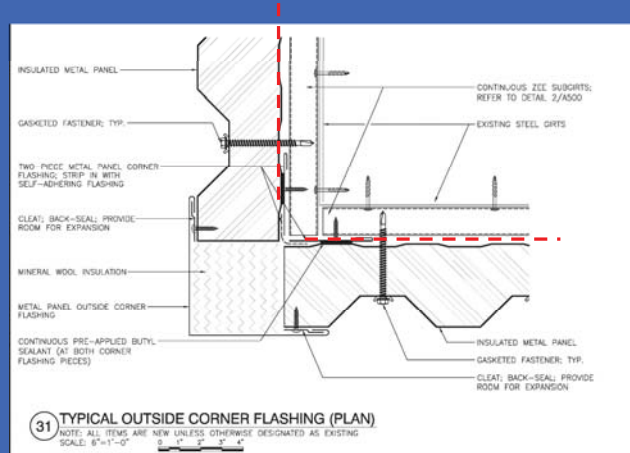 INSULATED METAL PANEL
GASKETED FASTENER; TYP.
TWO-PIECE METAL PANEL CORNER
FLASHING; STRIP IN WITH
SELF-ADHERING FLASHING
CLEAT; BACK-SEAL; PROVIDE
ROOM FOR EXPANSION
MINERAL WOOL INSULATION
METAL PANEL OUTSIDE CORNER
FLASHING
CONTINUOUS PRE-APPLIED BUTYL
SEALANT (AT BOTH CORNER
FLASHING PIECES)
CONTINUOUS ZEE SUBGIRTS;
REFER TO DETAIL 2/A500
EXISTING STEEL GIRTS
INSULATED METAL PANEL
GASKETED FASTENER; TYP.
CLEAT; BACK-SEAL; PROVIDE
ROOM FOR EXPANSION
31 TYPICAL OUTSIDE CORNER FLASHING (PLAN)
NOTE: ALL ITEMS ARE NEW UNLESS OTHERWISE DESIGNATED AS EXISTING
SCALE: 6"=1'-0" 0 1" 2" 3" 4"